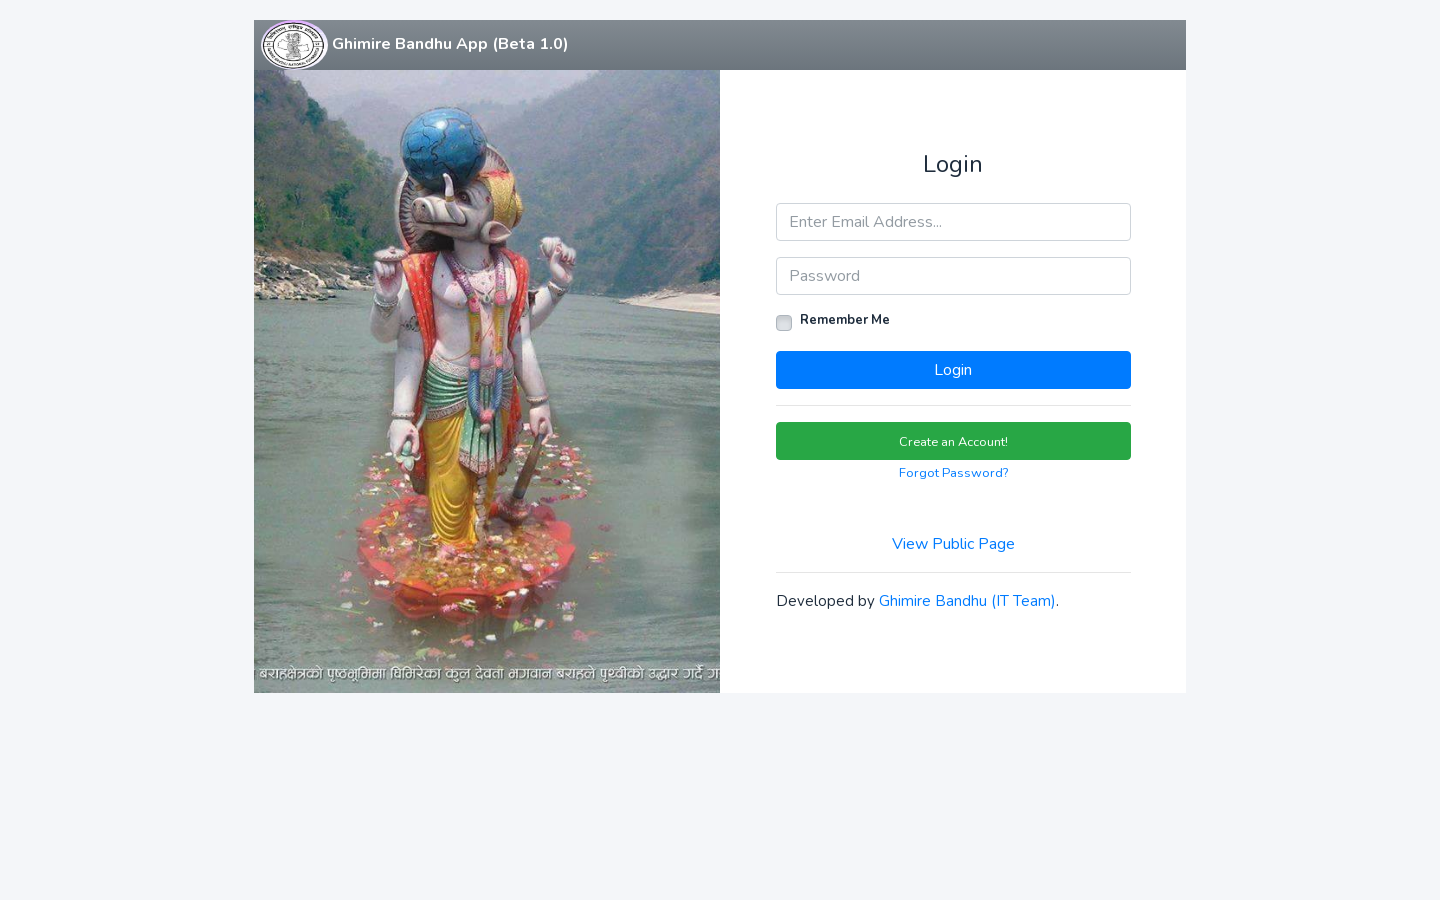 Ghimire Bandhu App (Beta 1.0)
Login
Enter Email Address...
Password
Remember Me
Login
Create an Account!
Forgot Password?
View Public Page
Developed by Ghimire Bandhu (IT Team).
बराहक्षेत्रको पृष्ठभूमिमा घिमिरेका कुल देवता भगवान बराहले पृथ्वीको उद्धार गर्दै